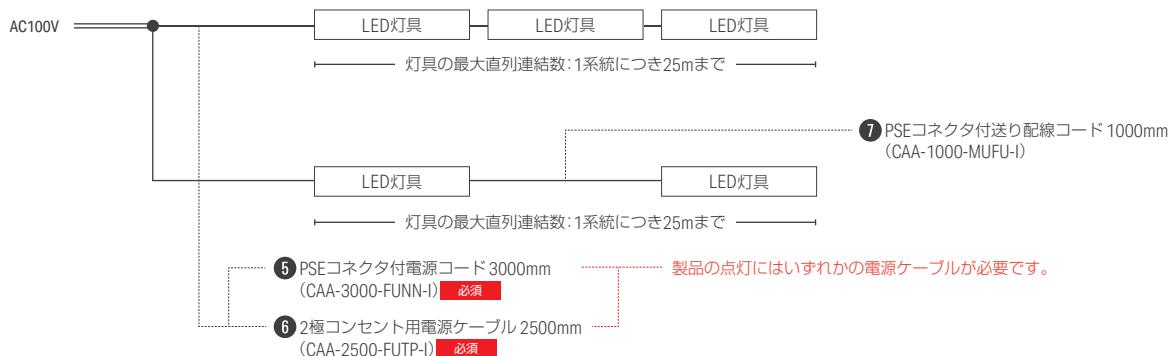 AC100V
LED灯具 LED灯具 LED灯具
灯具の最大直列連結数：1系統につき25mまで
❼ PSEコネクタ付送り配線コード 1000mm
（CAA-1000-MUFU-I）
LED灯具 LED灯具
灯具の最大直列連結数：1系統につき25mまで
❺ PSEコネクタ付電源コード 3000mm
（CAA-3000-FUNN-I） 必須
製品の点灯にはいずれかの電源ケーブルが必要です。
❻ 2極コンセント用電源ケーブル 2500mm
（CAA-2500-FUTP-I） 必須